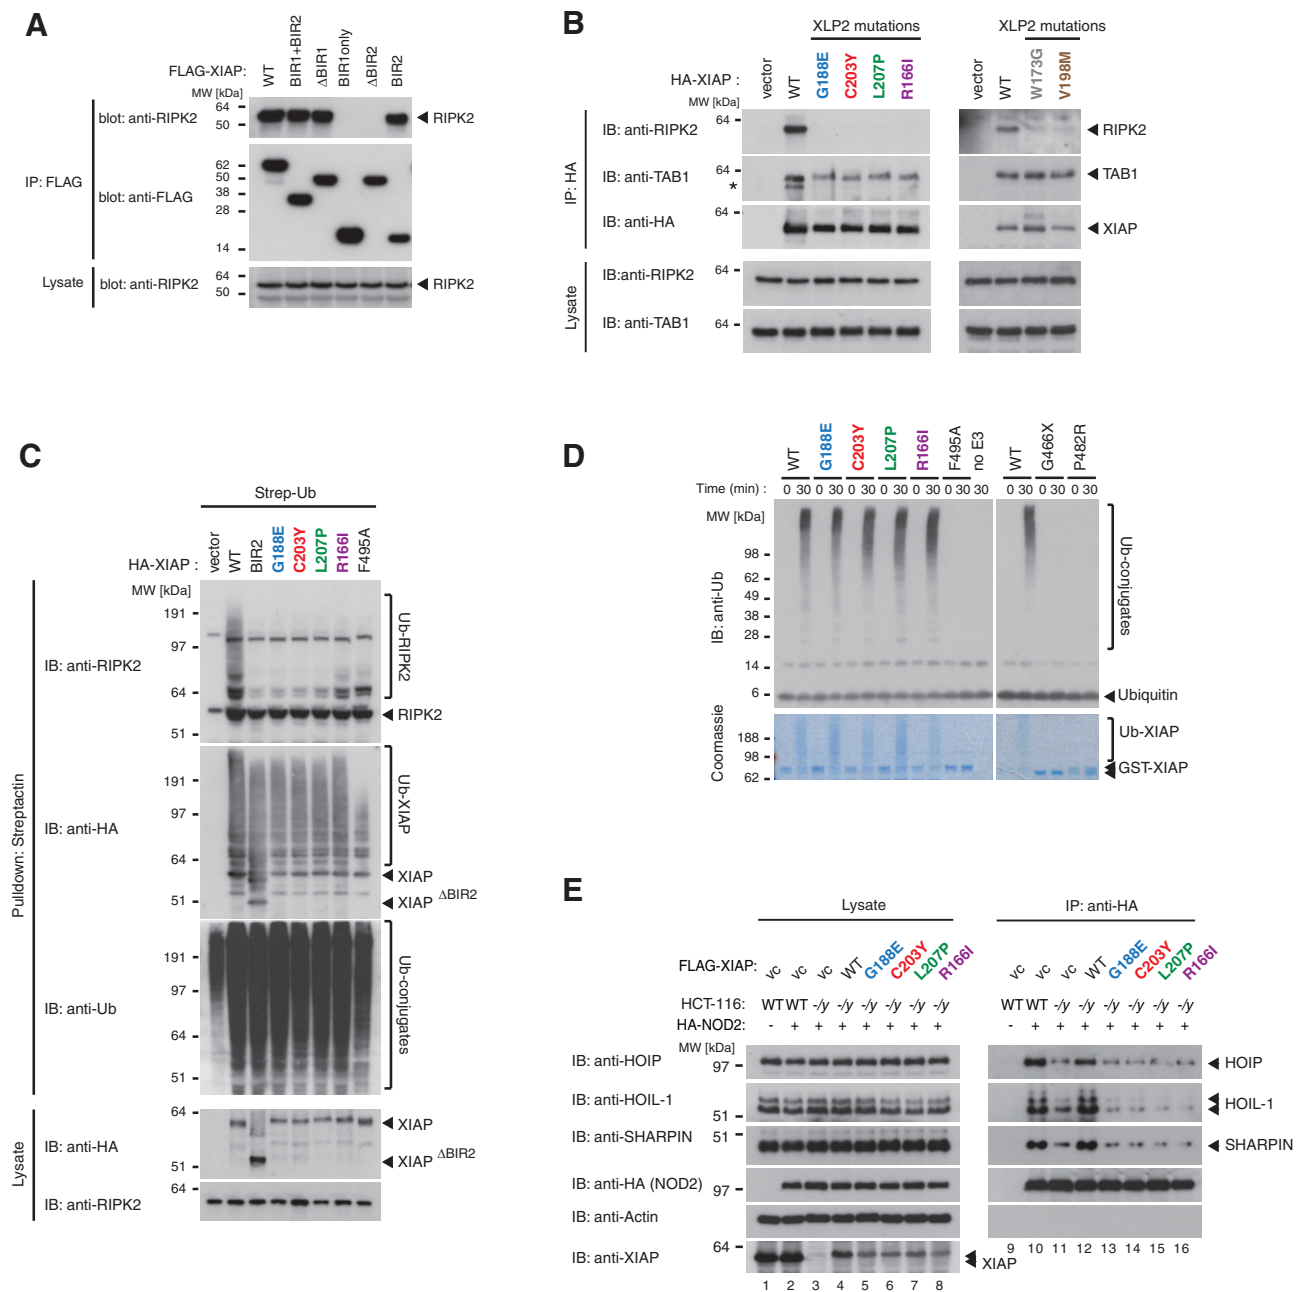 A
FLAG-XIAP:
WT
BIR1+BIR2
ΔBIR1
BIR1only
ΔBIR2
BIR2
MW [kDa]
IP: FLAG
blot: anti-RIPK2
64
50
RIPK2
blot: anti-FLAG
62
50
38
28
14
Lysate
blot: anti-RIPK2
64
50
RIPK2
B
XLP2 mutations
XLP2 mutations
HA-XIAP :
vector
WT
G188E
C203Y
L207P
R166I
vector
WT
W173G
V198M
MW [kDa]
IP: HA
IB: anti-RIPK2
64
RIPK2
IB: anti-TAB1
64
*
TAB1
IB: anti-HA
64
XIAP
Lysate
IB:anti-RIPK2
64
IB: anti-TAB1
64
C
Strep-Ub
HA-XIAP :
vector
WT
BIR2
G188E
C203Y
L207P
R166I
F495A
MW [kDa]
Pulldown: Streptactin
IB: anti-RIPK2
191
97
64
51
Ub-RIPK2
RIPK2
IB: anti-HA
191
97
64
51
Ub-XIAP
XIAP
XIAP ΔBIR2
IB: anti-Ub
191
97
64
51
Ub-conjugates
Lysate
IB: anti-HA
64
51
XIAP
XIAP ΔBIR2
IB: anti-RIPK2
64
D
WT
G188E
C203Y
L207P
R166I
F495A
no E3
WT
G466X
P482R
Time (min) :
0 30 0 30 0 30 0 30 0 30 0 30 30
0 30 0 30 0 30
MW [kDa]
IB: anti-Ub
98
62
49
38
28
14
6
Ub-conjugates
Ubiquitin
Coomassie
188
98
62
Ub-XIAP
GST-XIAP
E
Lysate
IP: anti-HA
FLAG-XIAP:
vc
vc
vc
WT
G188E
C203Y
L207P
R166I
vc
vc
vc
WT
G188E
C203Y
L207P
R166I
HCT-116:
WT WT -/y -/y -/y -/y -/y -/y
WT WT -/y -/y -/y -/y -/y -/y
HA-NOD2:
- + + + + + + +
- + + + + + + +
MW [kDa]
IB: anti-HOIP
97
HOIP
IB: anti-HOIL-1
51
HOIL-1
IB: anti-SHARPIN
51
SHARPIN
IB: anti-HA (NOD2)
97
IB: anti-Actin
IB: anti-XIAP
64
XIAP
1 2 3 4 5 6 7 8
9 10 11 12 13 14 15 16